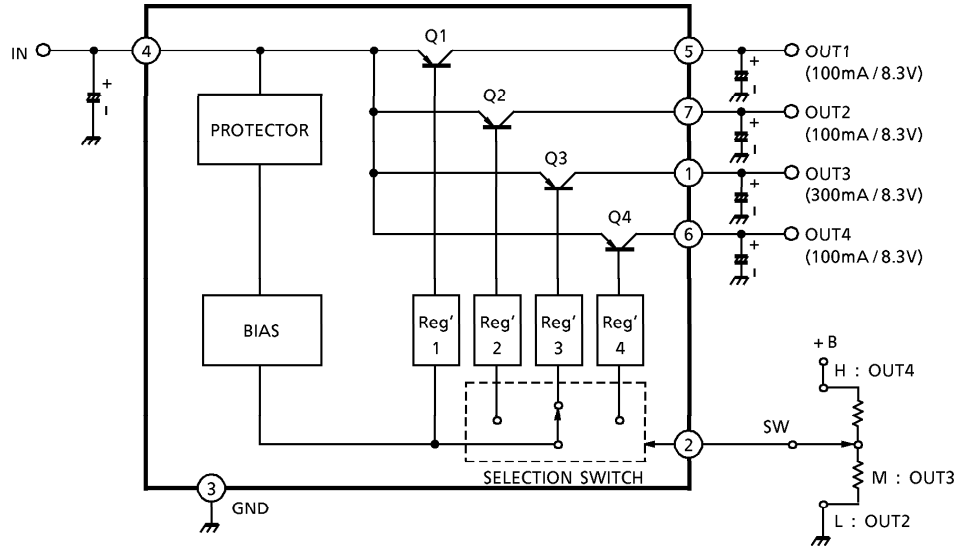 IN
4
Q1
5
OUT1
(100mA / 8.3V)
+
PROTECTOR
Q2
7
OUT2
(100mA / 8.3V)
+
Q3
1
OUT3
(300mA / 8.3V)
+
Q4
6
OUT4
(100mA / 8.3V)
+
+
BIAS
Reg' 1
Reg' 2
Reg' 3
Reg' 4
+ B
H : OUT4
SW
2
SELECTION SWITCH
M : OUT3
L : OUT2
3
GND